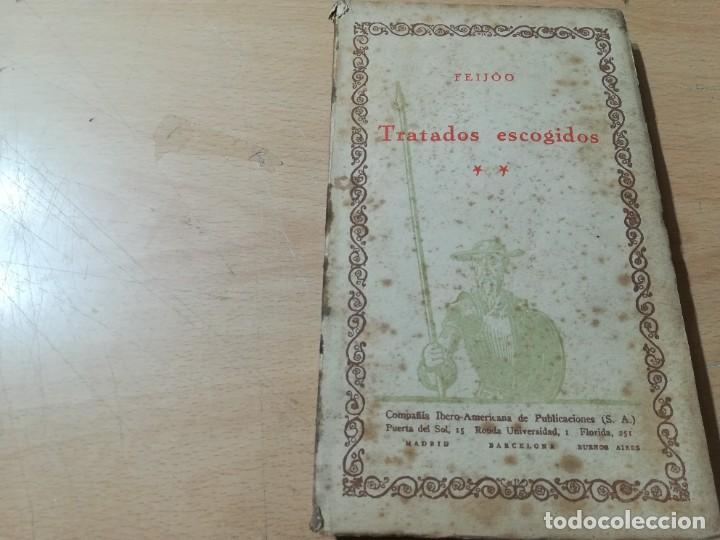 FEIJÓO
Tratados escogidos
Compañía Ibero-Americana de Publicaciones (S. A.)
Puerta del Sol, 15 Ronda Universidad, 1 Florida, 251
MADRID BARCELONA BUENOS AIRES
todocoleccion.net